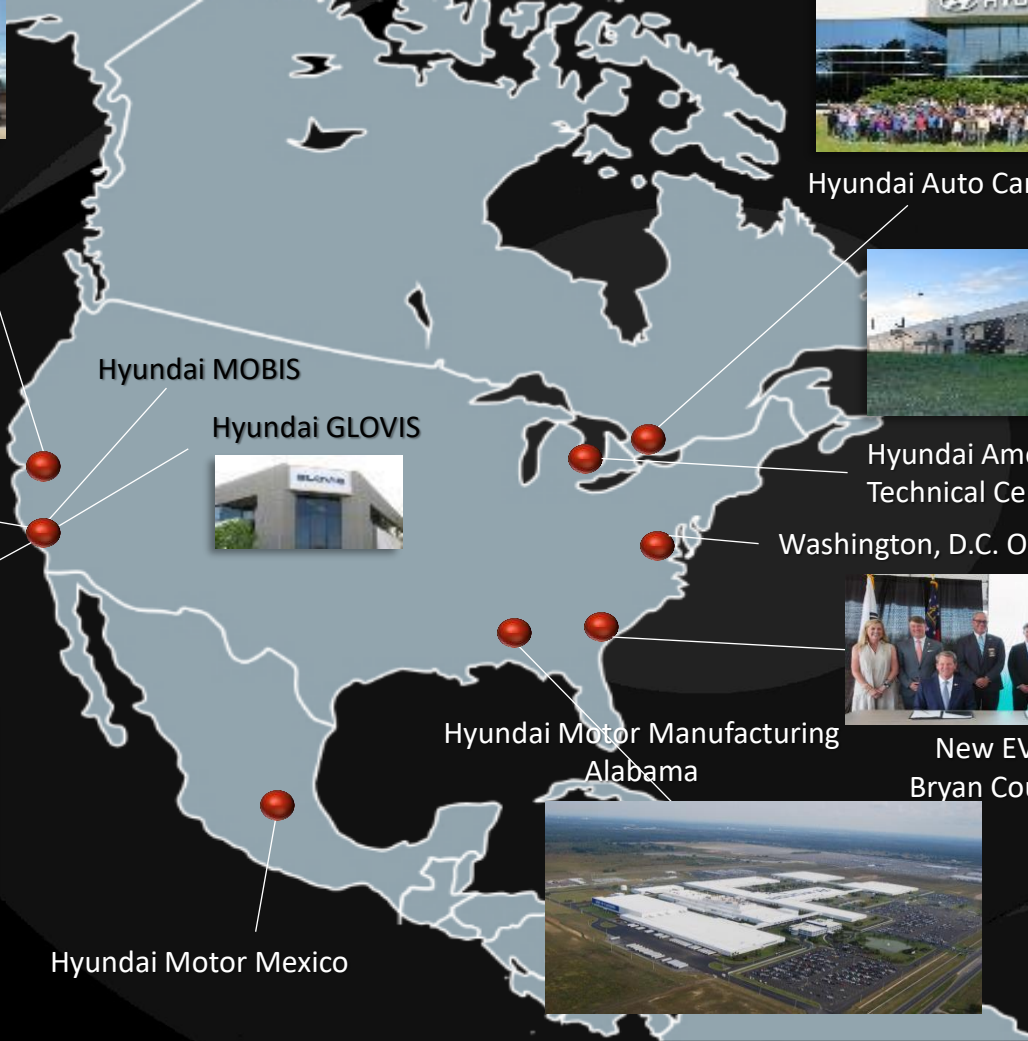 Hyundai Auto Ca
Hyundai MOBIS
Hyundai GLOVIS
GLOVIS
Hyundai Am
Technical Ce
Washington, D.C. O
Hyundai Motor Manufacturing
Alabama
New EV
Bryan Cou
Hyundai Motor Mexico